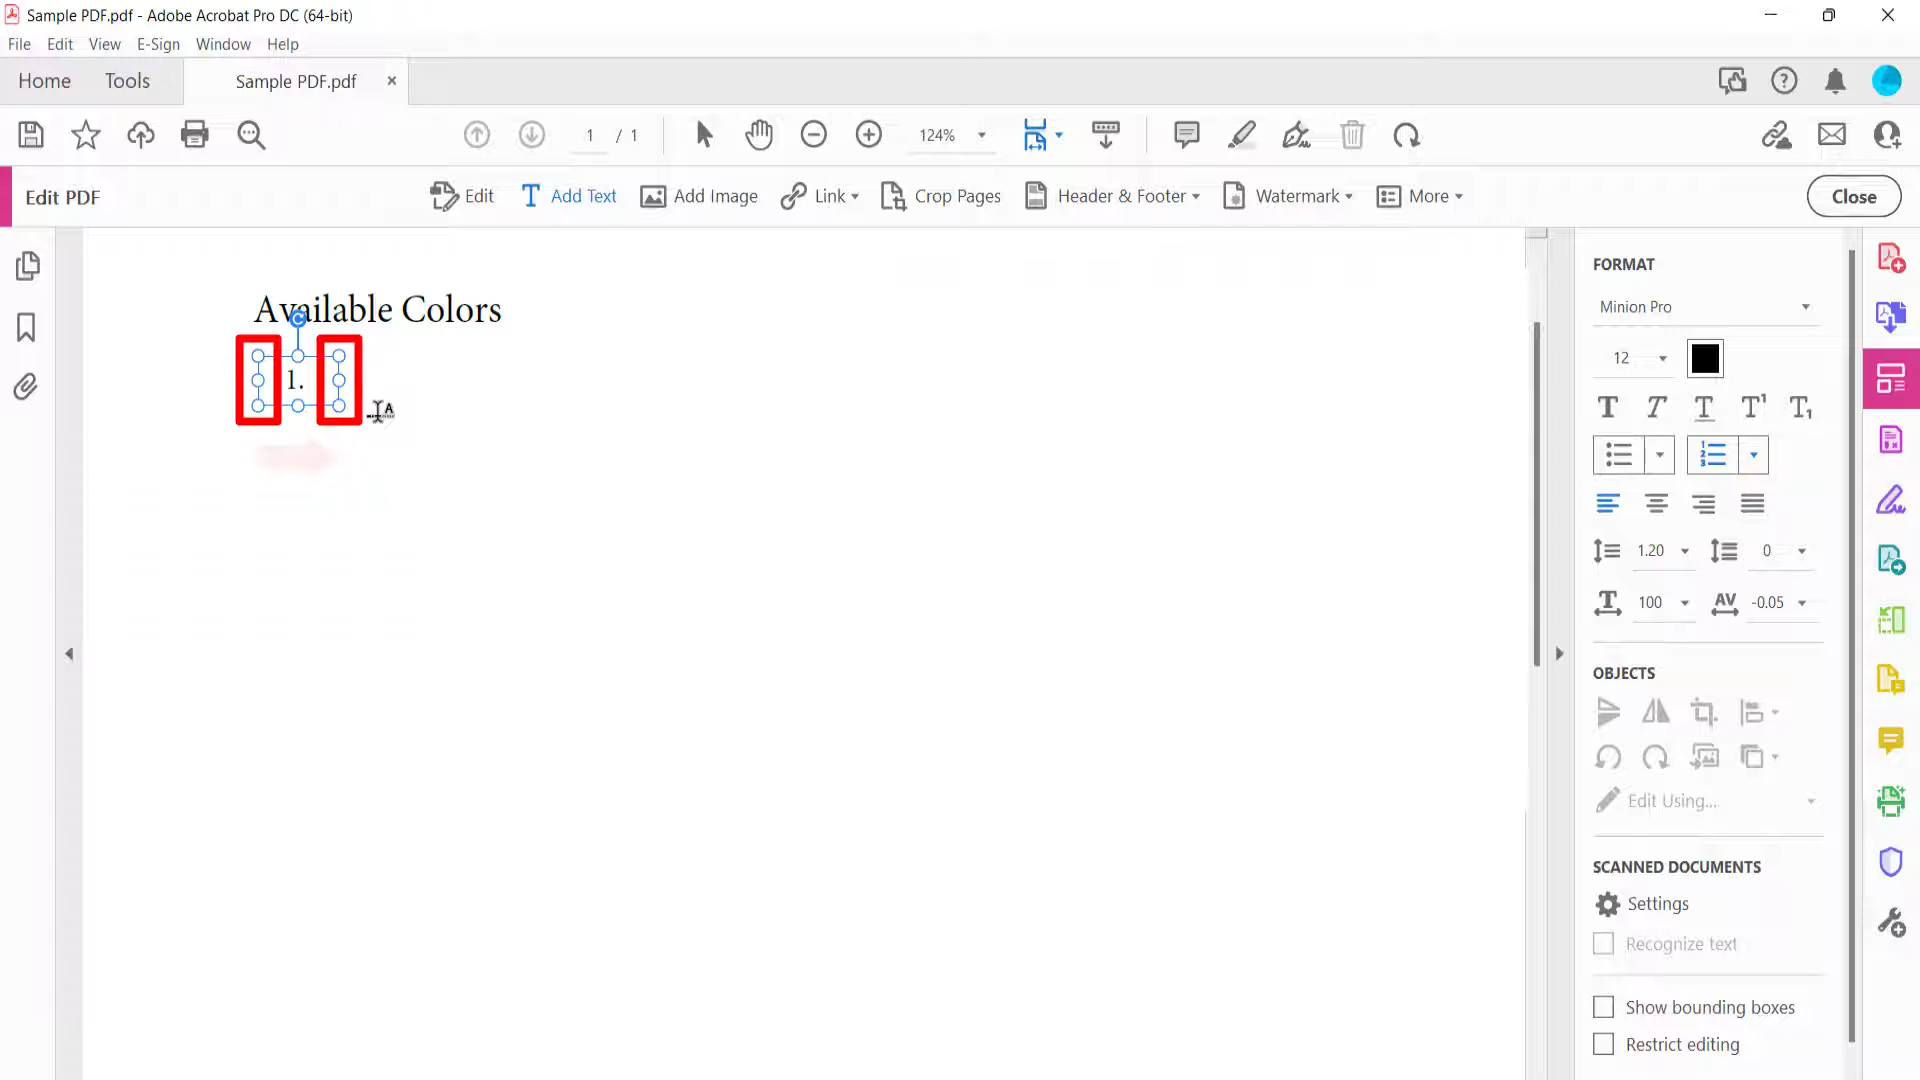 Sample PDF.pdf - Adobe Acrobat Pro DC (64-bit)
File Edit View E-Sign Window Help
Home Tools Sample PDF.pdf ×
1 / 1 124%
Edit PDF Edit Add Text Add Image Link Crop Pages Header & Footer Watermark More Close
Available Colors
1.
FORMAT
Minion Pro
12
1.20 0
100 AV -0.05
OBJECTS
Edit Using...
SCANNED DOCUMENTS
Settings
Recognize text
Show bounding boxes
Restrict editing